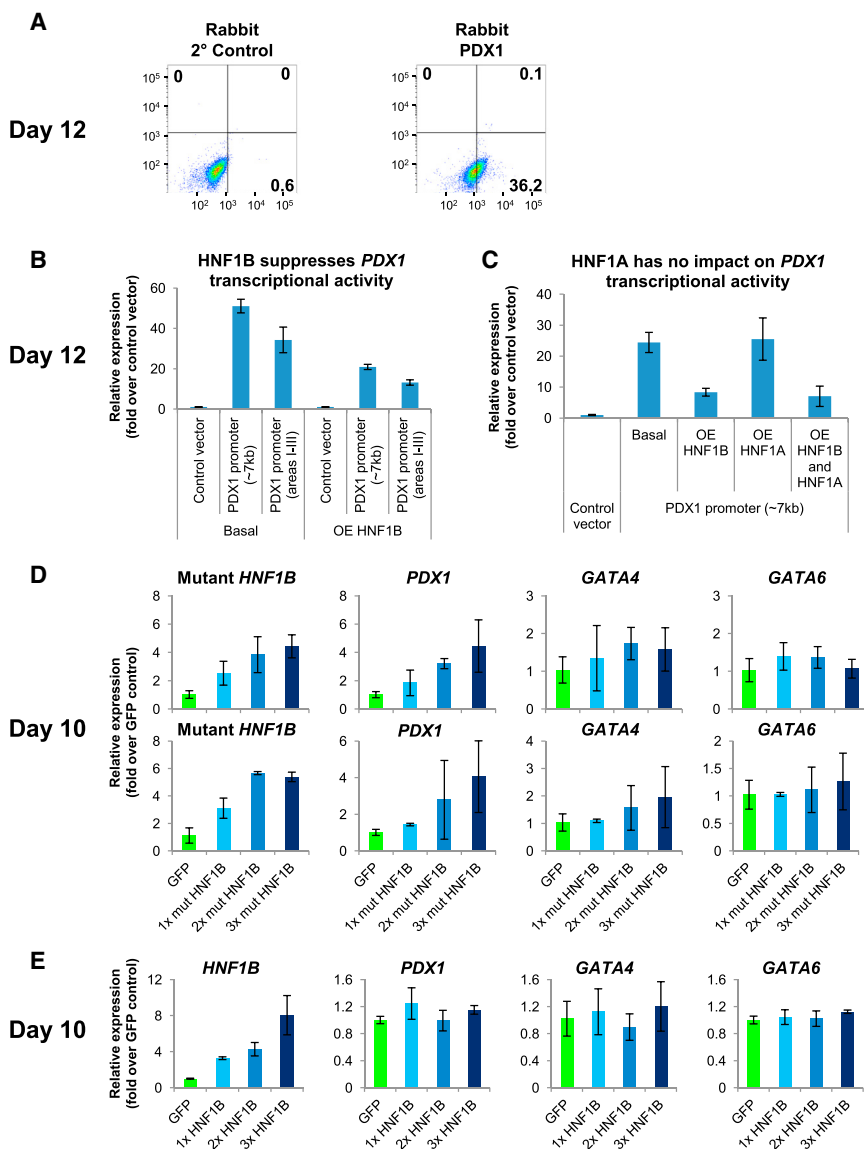 A
Rabbit
2° Control
Rabbit
PDX1
Day 12
0
0
0.6
10⁵
10⁴
10³
10²
10² 10³ 10⁴ 10⁵
0
0.1
36.2
10⁵
10⁴
10³
10²
10² 10³ 10⁴ 10⁵
B
HNF1B suppresses PDX1
transcriptional activity
Day 12
Relative expression
(fold over control vector)
60
40
20
0
Control vector
PDX1 promoter
(~7kb)
PDX1 promoter
(areas I-III)
Control vector
PDX1 promoter
(~7kb)
PDX1 promoter
(areas I-III)
Basal
OE HNF1B
C
HNF1A has no impact on PDX1
transcriptional activity
Relative expression
(fold over control vector)
40
30
20
10
0
Basal
OE
HNF1B
OE
HNF1A
OE
HNF1B
and
HNF1A
Control
vector
PDX1 promoter (~7kb)
D
Day 10
Relative expression
(fold over GFP control)
Mutant HNF1B
8
6
4
2
0
PDX1
8
6
4
2
0
GATA4
3
2
1
0
GATA6
3
2
1
0
Mutant HNF1B
8
6
4
2
0
GFP
1x mut HNF1B
2x mut HNF1B
3x mut HNF1B
PDX1
6
4
2
0
GFP
1x mut HNF1B
2x mut HNF1B
3x mut HNF1B
GATA4
4
3
2
1
0
GFP
1x mut HNF1B
2x mut HNF1B
3x mut HNF1B
GATA6
2
1.5
1
0.5
0
GFP
1x mut HNF1B
2x mut HNF1B
3x mut HNF1B
E
Day 10
Relative expression
(fold over GFP control)
HNF1B
12
8
4
0
GFP
1x HNF1B
2x HNF1B
3x HNF1B
PDX1
1.6
1.2
0.8
0.4
0
GFP
1x HNF1B
2x HNF1B
3x HNF1B
GATA4
1.6
1.2
0.8
0.4
0
GFP
1x HNF1B
2x HNF1B
3x HNF1B
GATA6
1.6
1.2
0.8
0.4
0
GFP
1x HNF1B
2x HNF1B
3x HNF1B